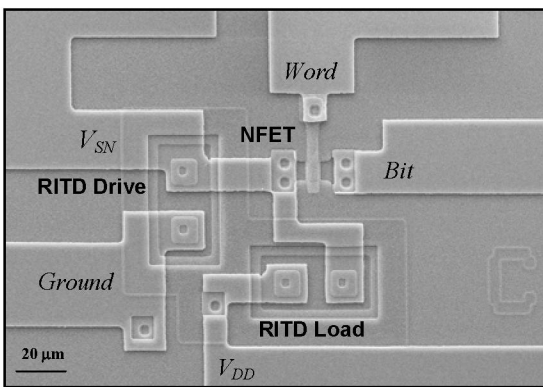 Word
NFET
V_SN
RITD Drive
Bit
Ground
RITD Load
20 μm
V_DD
C